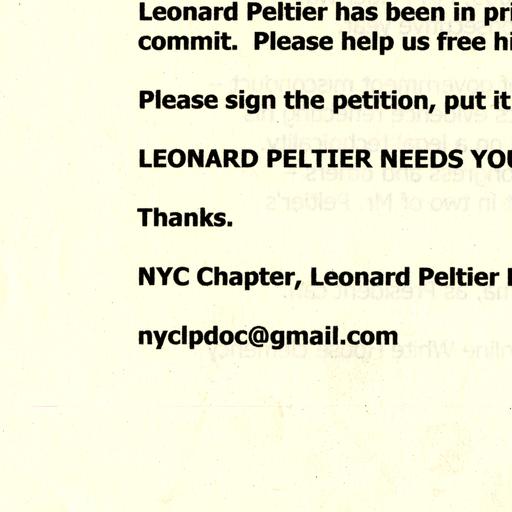 Leonard Peltier has been in pri
commit. Please help us free hi
Please sign the petition, put it
LEONARD PELTIER NEEDS YOU
Thanks.
NYC Chapter, Leonard Peltier
nyclpdoc@gmail.com